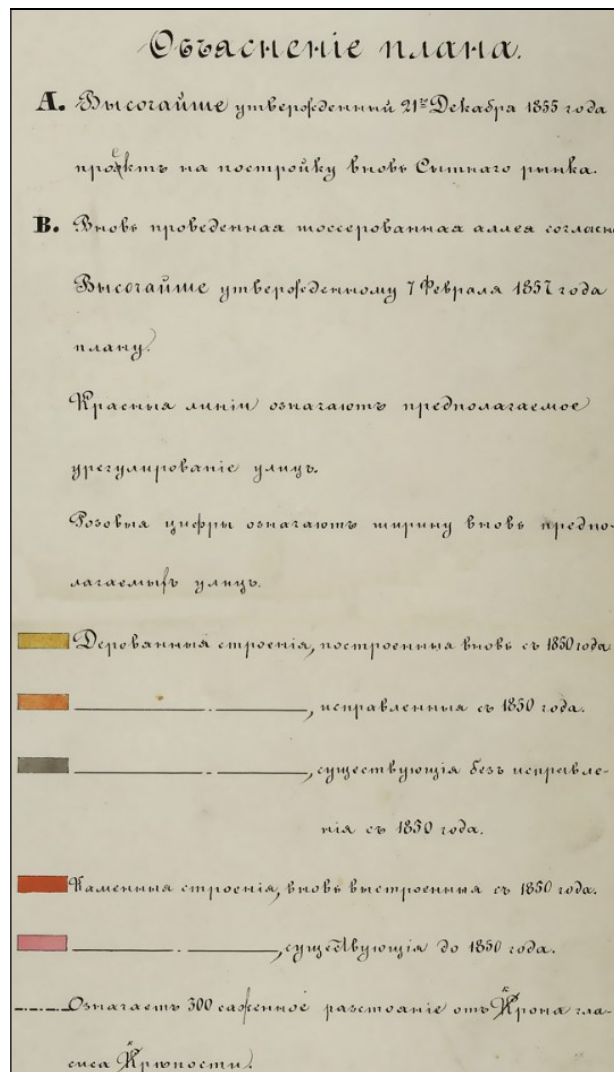 Объясненіе плана.
А. Высочайше утвержденный 21го Декабря 1855 года
проектъ на постройку вновь Сытнаго рынка.
В. Вновь проведенная шоссерованная аллея согласно
Высочайше утвержденному 7 Февраля 1857 года
плану.
Красныя линіи означаютъ предполагаемое
урегулированіе улицъ.
Розовыя цифры означаютъ ширину вновь предпо-
лагаемыхъ улицъ.
Деревянныя строенія, построенныя вновь съ 1850 года
, исправленныя съ 1850 года.
, существующія безъ исправле-
нія съ 1850 года.
Каменныя строенія, вновь выстроенныя съ 1850 года.
, существующія до 1850 года.
Означаетъ 300 саженное разстояніе отъ Крона гла-
сиса Крѣпости.